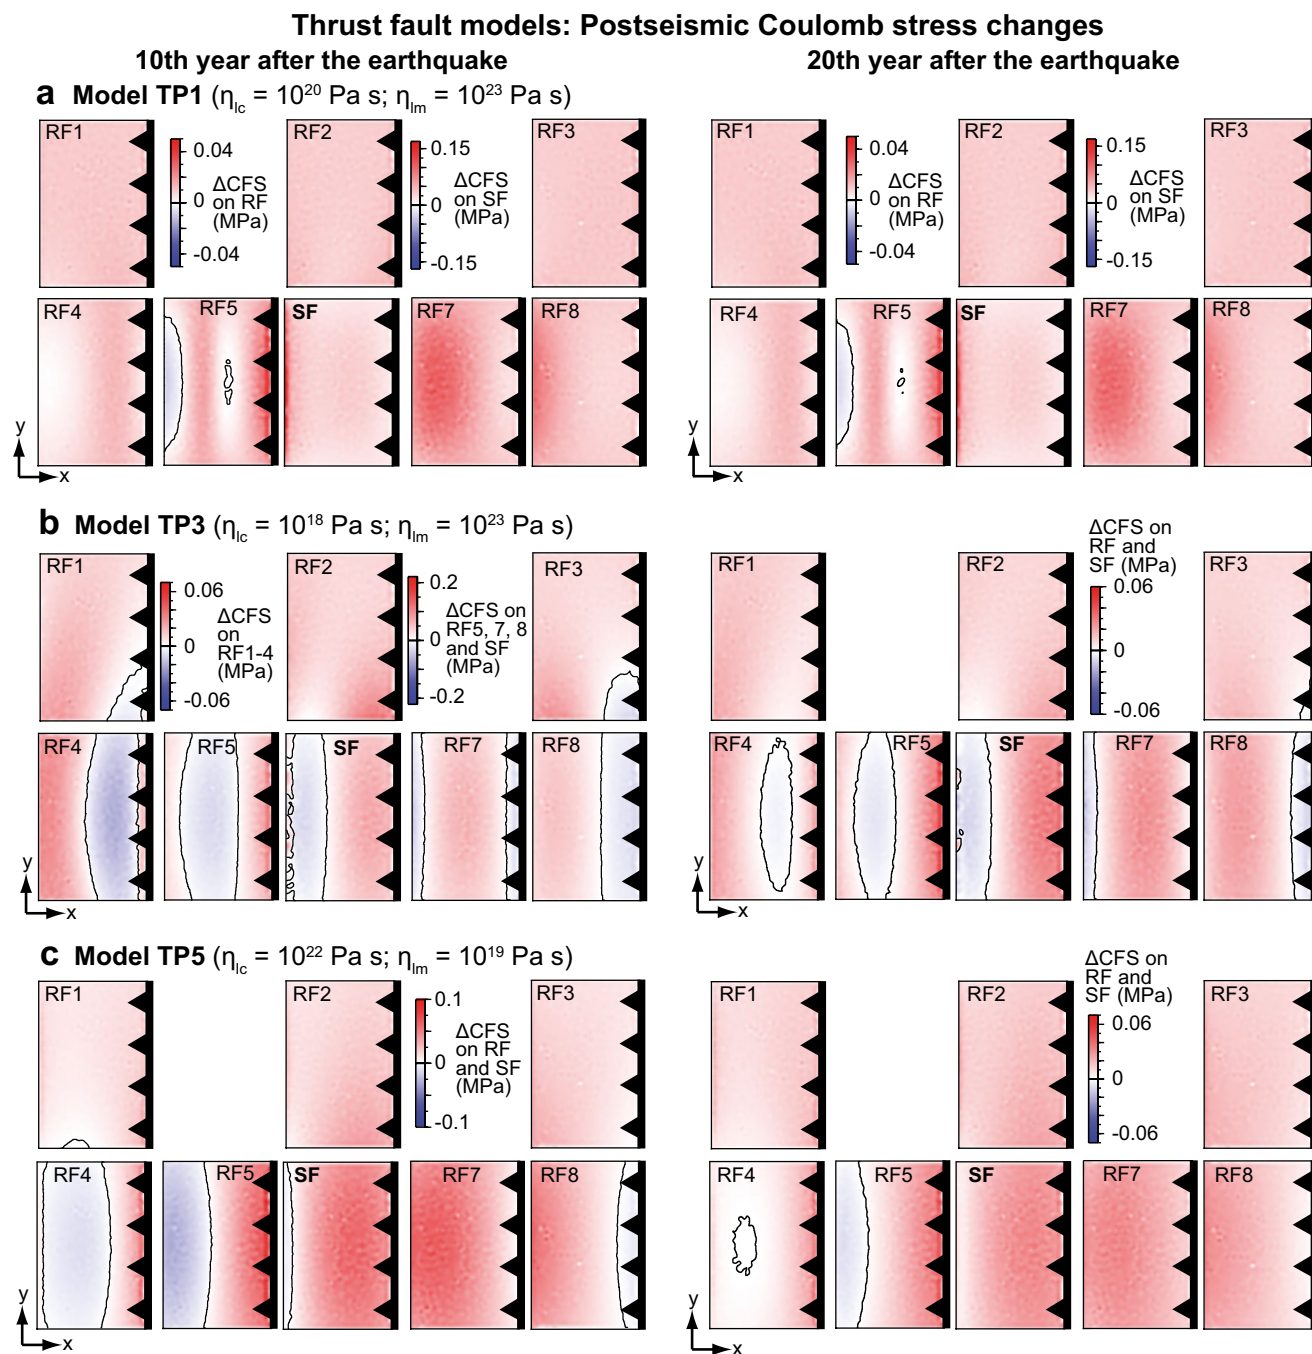 Thrust fault models: Postseismic Coulomb stress changes
10th year after the earthquake
20th year after the earthquake
a Model TP1 (ηlc = 10^20 Pa s; ηlm = 10^23 Pa s)
RF1
0.04
0
-0.04
ΔCFS
on RF
(MPa)
RF2
0.15
0
-0.15
ΔCFS
on SF
(MPa)
RF3
RF1
0.04
0
-0.04
ΔCFS
on RF
(MPa)
RF2
0.15
0
-0.15
ΔCFS
on SF
(MPa)
RF3
RF4
RF5
SF
RF7
RF8
y
x
RF4
RF5
SF
RF7
RF8
y
x
b Model TP3 (ηlc = 10^18 Pa s; ηlm = 10^23 Pa s)
RF1
0.06
0
-0.06
ΔCFS
on
RF1-4
(MPa)
RF2
0.2
0
-0.2
ΔCFS on
RF5, 7, 8
and SF
(MPa)
RF3
RF1
RF2
ΔCFS on
RF and
SF (MPa)
0.06
0
-0.06
RF3
RF4
RF5
SF
RF7
RF8
y
x
RF4
RF5
SF
RF7
RF8
y
x
c Model TP5 (ηlc = 10^22 Pa s; ηlm = 10^19 Pa s)
RF1
RF2
0.1
0
-0.1
ΔCFS
on RF
and SF
(MPa)
RF3
RF1
RF2
ΔCFS on
RF and
SF (MPa)
0.06
0
-0.06
RF3
RF4
RF5
SF
RF7
RF8
y
x
RF4
RF5
SF
RF7
RF8
y
x